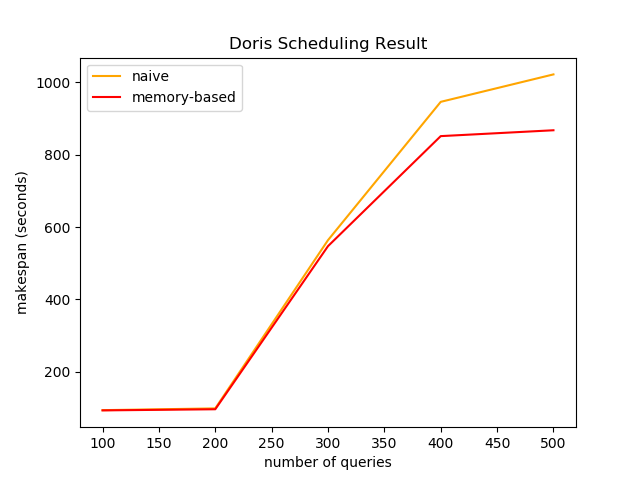 Doris Scheduling Result
naive
memory-based
makespan (seconds)
1000
800
600
400
200
100 150 200 250 300 350 400 450 500
number of queries